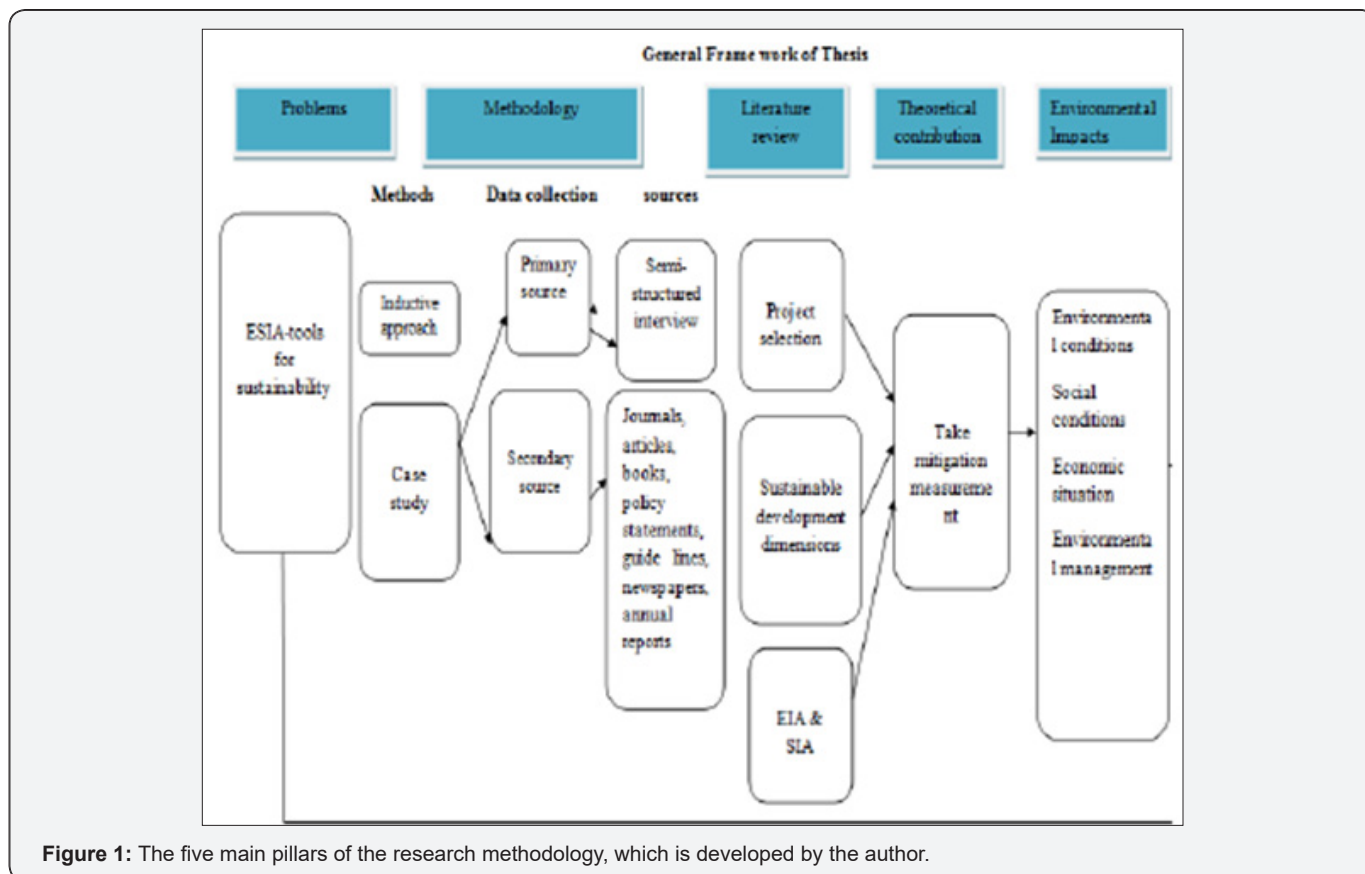 General Frame work of Thesis
Problems
Methodology
Literature
review
Theoretical
contribution
Environmental
Impacts
Methods
Data collection
sources
ESIA-tools
for
sustainability
Inductive
approach
Case
study
Primary
source
Secondary
source
Semi-
structured
interview
Journals,
articles,
books,
policy
statements,
guide lines,
newspapers,
annual
reports
Project
selection
Sustainable
development
dimensions
EIA &
SIA
Take
mitigation
measureme
nt
Environmenta
l conditions
Social
conditions
Economic
situation
Environmenta
l management
Figure 1: The five main pillars of the research methodology, which is developed by the author.